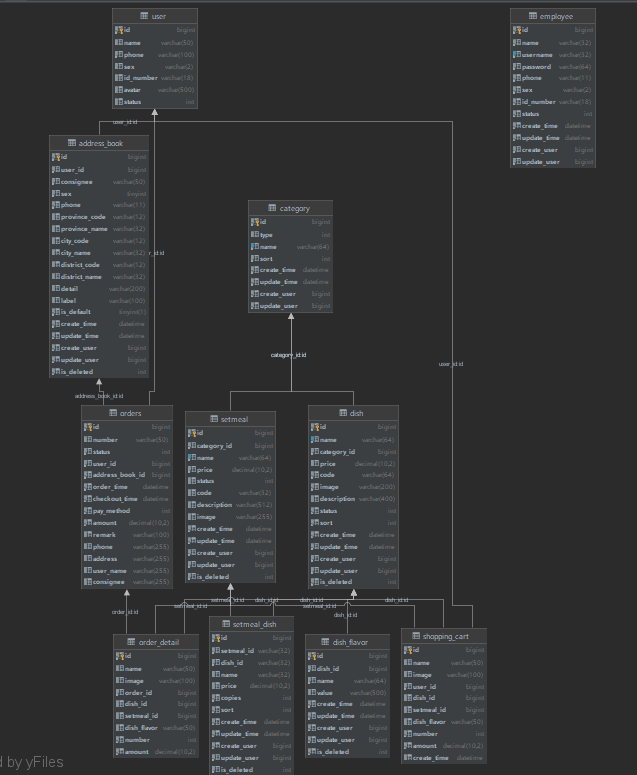 user
id bigint
name varchar(50)
phone varchar(100)
sex varchar(2)
id_number varchar(18)
avatar varchar(500)
status int
employee
id bigint
name varchar(32)
username varchar(32)
password varchar(64)
phone varchar(11)
sex varchar(2)
id_number varchar(18)
status int
create_time datetime
update_time datetime
create_user bigint
update_user bigint
user_id:id
address_book
id bigint
user_id bigint
consignee varchar(50)
sex tinyint
phone varchar(11)
province_code varchar(12)
province_name varchar(32)
city_code varchar(12)
city_name varchar(32)
district_code varchar(12)
district_name varchar(32)
detail varchar(200)
label varchar(100)
is_default tinyint(1)
create_time datetime
update_time datetime
create_user bigint
update_user bigint
is_deleted int
r_id:id
category
id bigint
type int
name varchar(64)
sort int
create_time datetime
update_time datetime
create_user bigint
update_user bigint
category_id:id
user_id:id
address_book_id:id
orders
id bigint
number varchar(50)
status int
user_id bigint
address_book_id bigint
order_time datetime
checkout_time datetime
pay_method int
amount decimal(10,2)
remark varchar(100)
phone varchar(255)
address varchar(255)
user_name varchar(255)
consignee varchar(255)
setmeal
id bigint
category_id bigint
name varchar(64)
price decimal(10,2)
status int
code varchar(32)
description varchar(512)
image varchar(255)
create_time datetime
update_time datetime
create_user bigint
update_user bigint
is_deleted int
dish
id bigint
name varchar(64)
category_id bigint
price decimal(10,2)
code varchar(64)
image varchar(200)
description varchar(400)
status int
sort int
create_time datetime
update_time datetime
create_user bigint
update_user bigint
is_deleted int
order_id:id
setmeal_id:id
setmeal_id:id
dish_id:id
dish_id:id
setmeal_id:id
dish_id:id
dish_id:id
order_detail
id bigint
name varchar(50)
image varchar(100)
order_id bigint
dish_id bigint
setmeal_id bigint
dish_flavor varchar(50)
number int
amount decimal(10,2)
setmeal_dish
id bigint
setmeal_id varchar(32)
dish_id varchar(32)
name varchar(32)
price decimal(10,2)
copies int
sort int
create_time datetime
update_time datetime
create_user bigint
update_user bigint
is_deleted int
dish_flavor
id bigint
dish_id bigint
name varchar(64)
value varchar(500)
create_time datetime
update_time datetime
create_user bigint
update_user bigint
is_deleted int
shopping_cart
id bigint
name varchar(50)
image varchar(100)
user_id bigint
dish_id bigint
setmeal_id bigint
dish_flavor varchar(50)
number int
amount decimal(10,2)
create_time datetime
d by yFiles